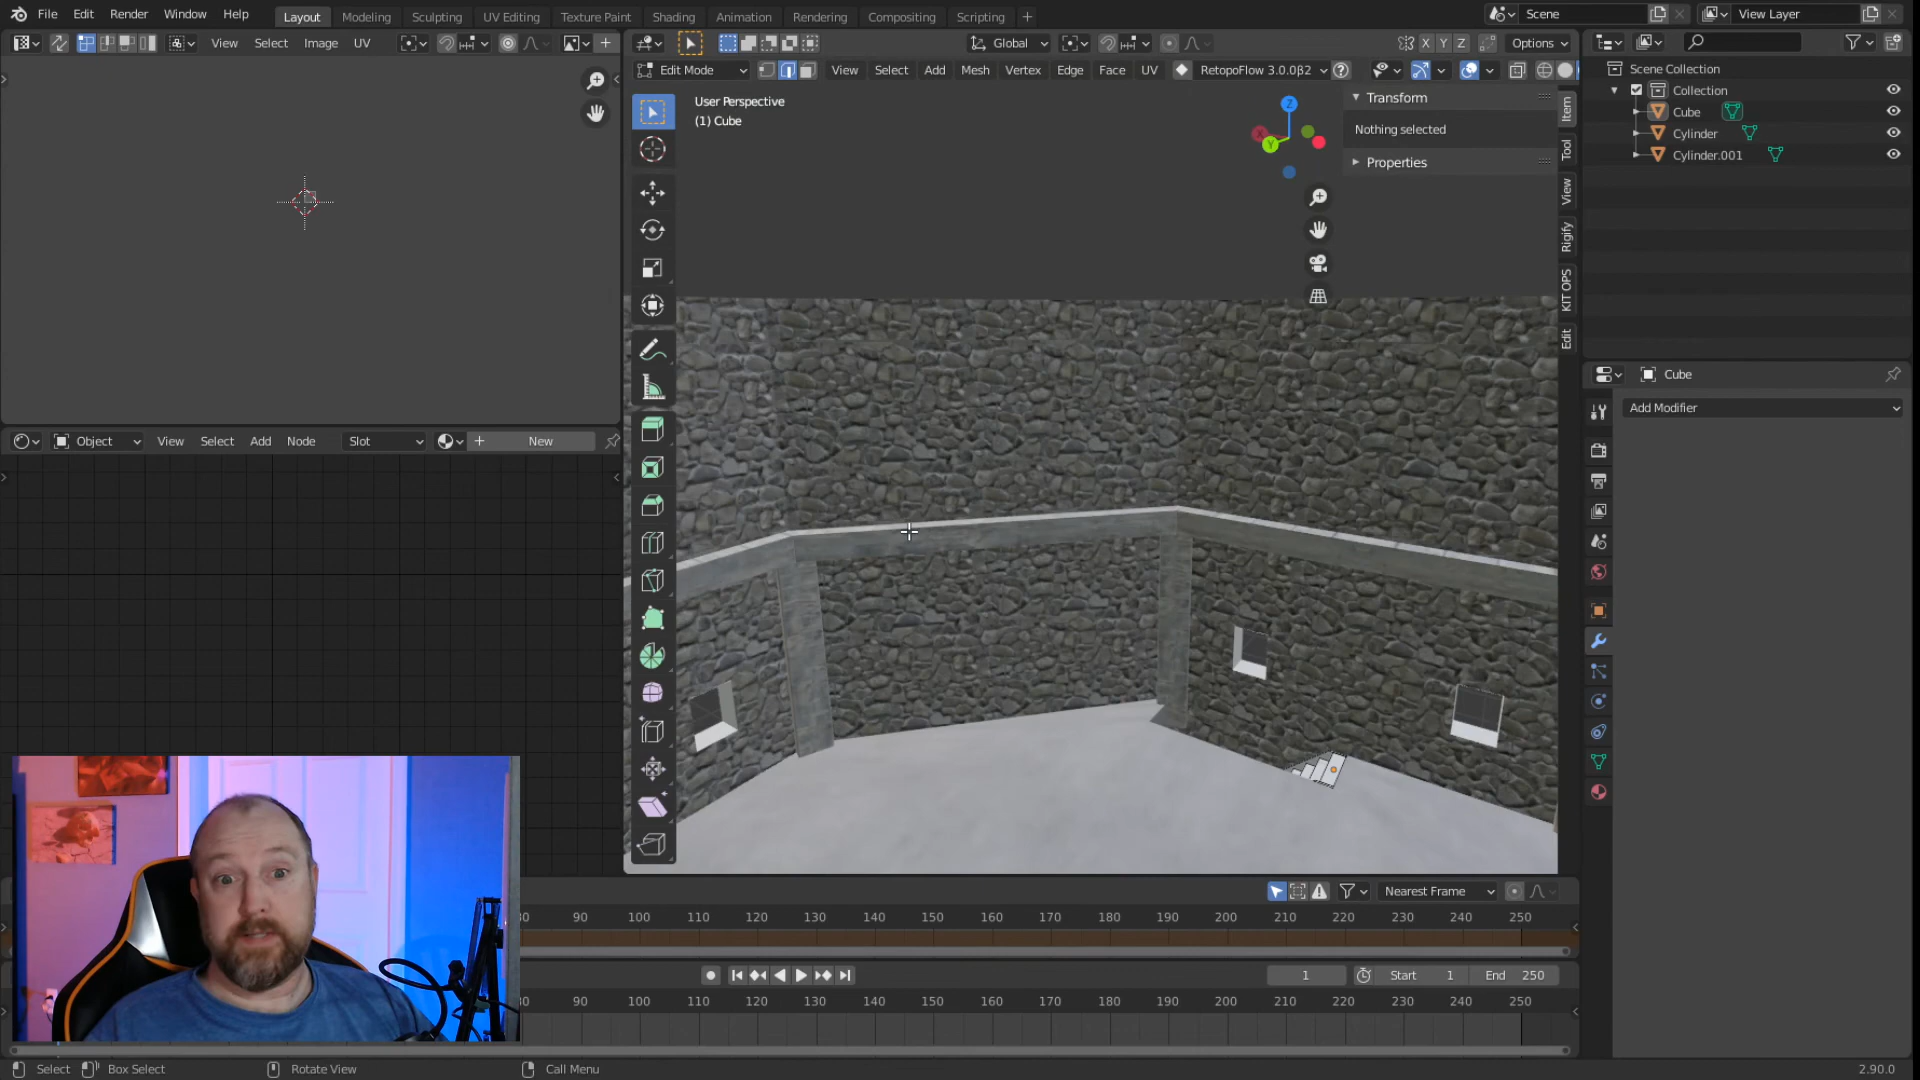 File Edit Render Window Help Layout Modeling Sculpting UV Editing Texture Paint Shading Animation Rendering Compositing Scripting + Scene View Layer
View Select Image UV Global X Y Z Options
Edit Mode View Select Add Mesh Vertex Edge Face UV RetopoFlow 3.0.0β2
Scene Collection
Collection
Cube
Cylinder
Cylinder.001
User Perspective
(1) Cube
Z
X
Y
Transform
Nothing selected
Properties
Item
Tool
View
Rigify
KIT OPS
Edit
Cube
Add Modifier
Object View Select Add Node Slot New
Nearest Frame
90 100 110 120 130 140 150 160 170 180 190 200 210 220 230 240 250
1 Start 1 End 250
90 100 110 120 130 140 150 160 170 180 190 200 210 220 230 240 250
Select Box Select Rotate View Call Menu 2.90.0